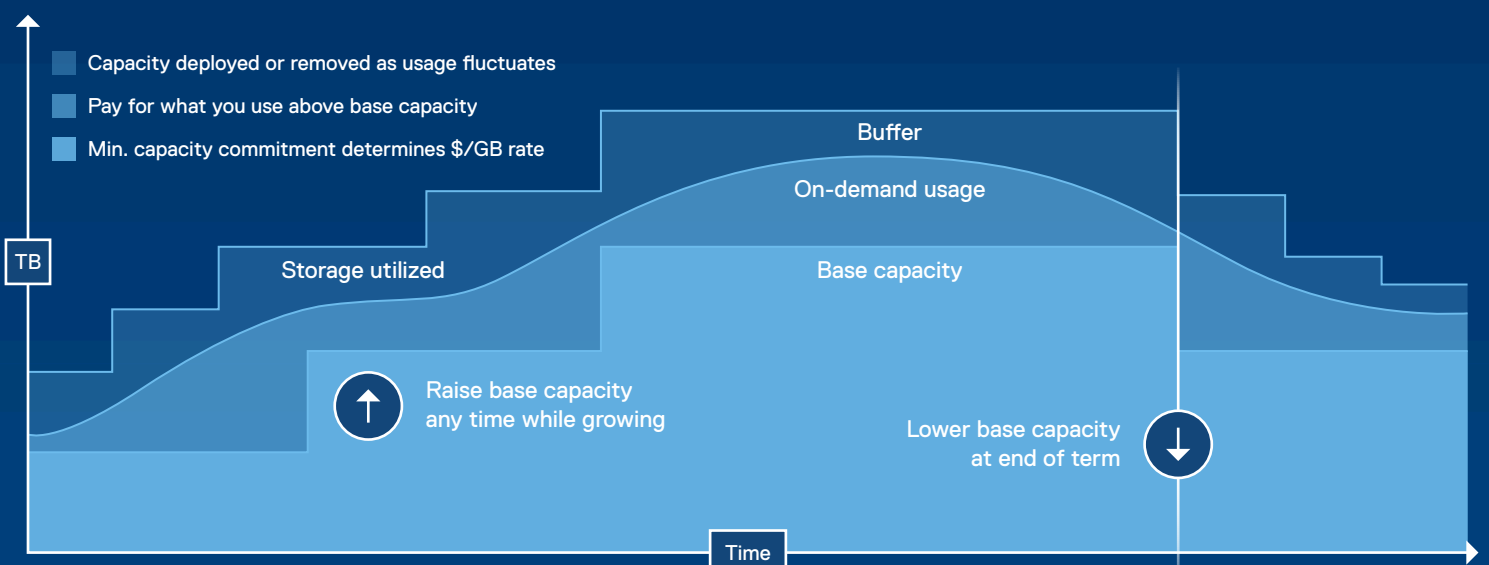 Capacity deployed or removed as usage fluctuates
Pay for what you use above base capacity
Min. capacity commitment determines $/GB rate
Buffer
On-demand usage
TB
Storage utilized
Base capacity
Raise base capacity
any time while growing
Lower base capacity
at end of term
Time